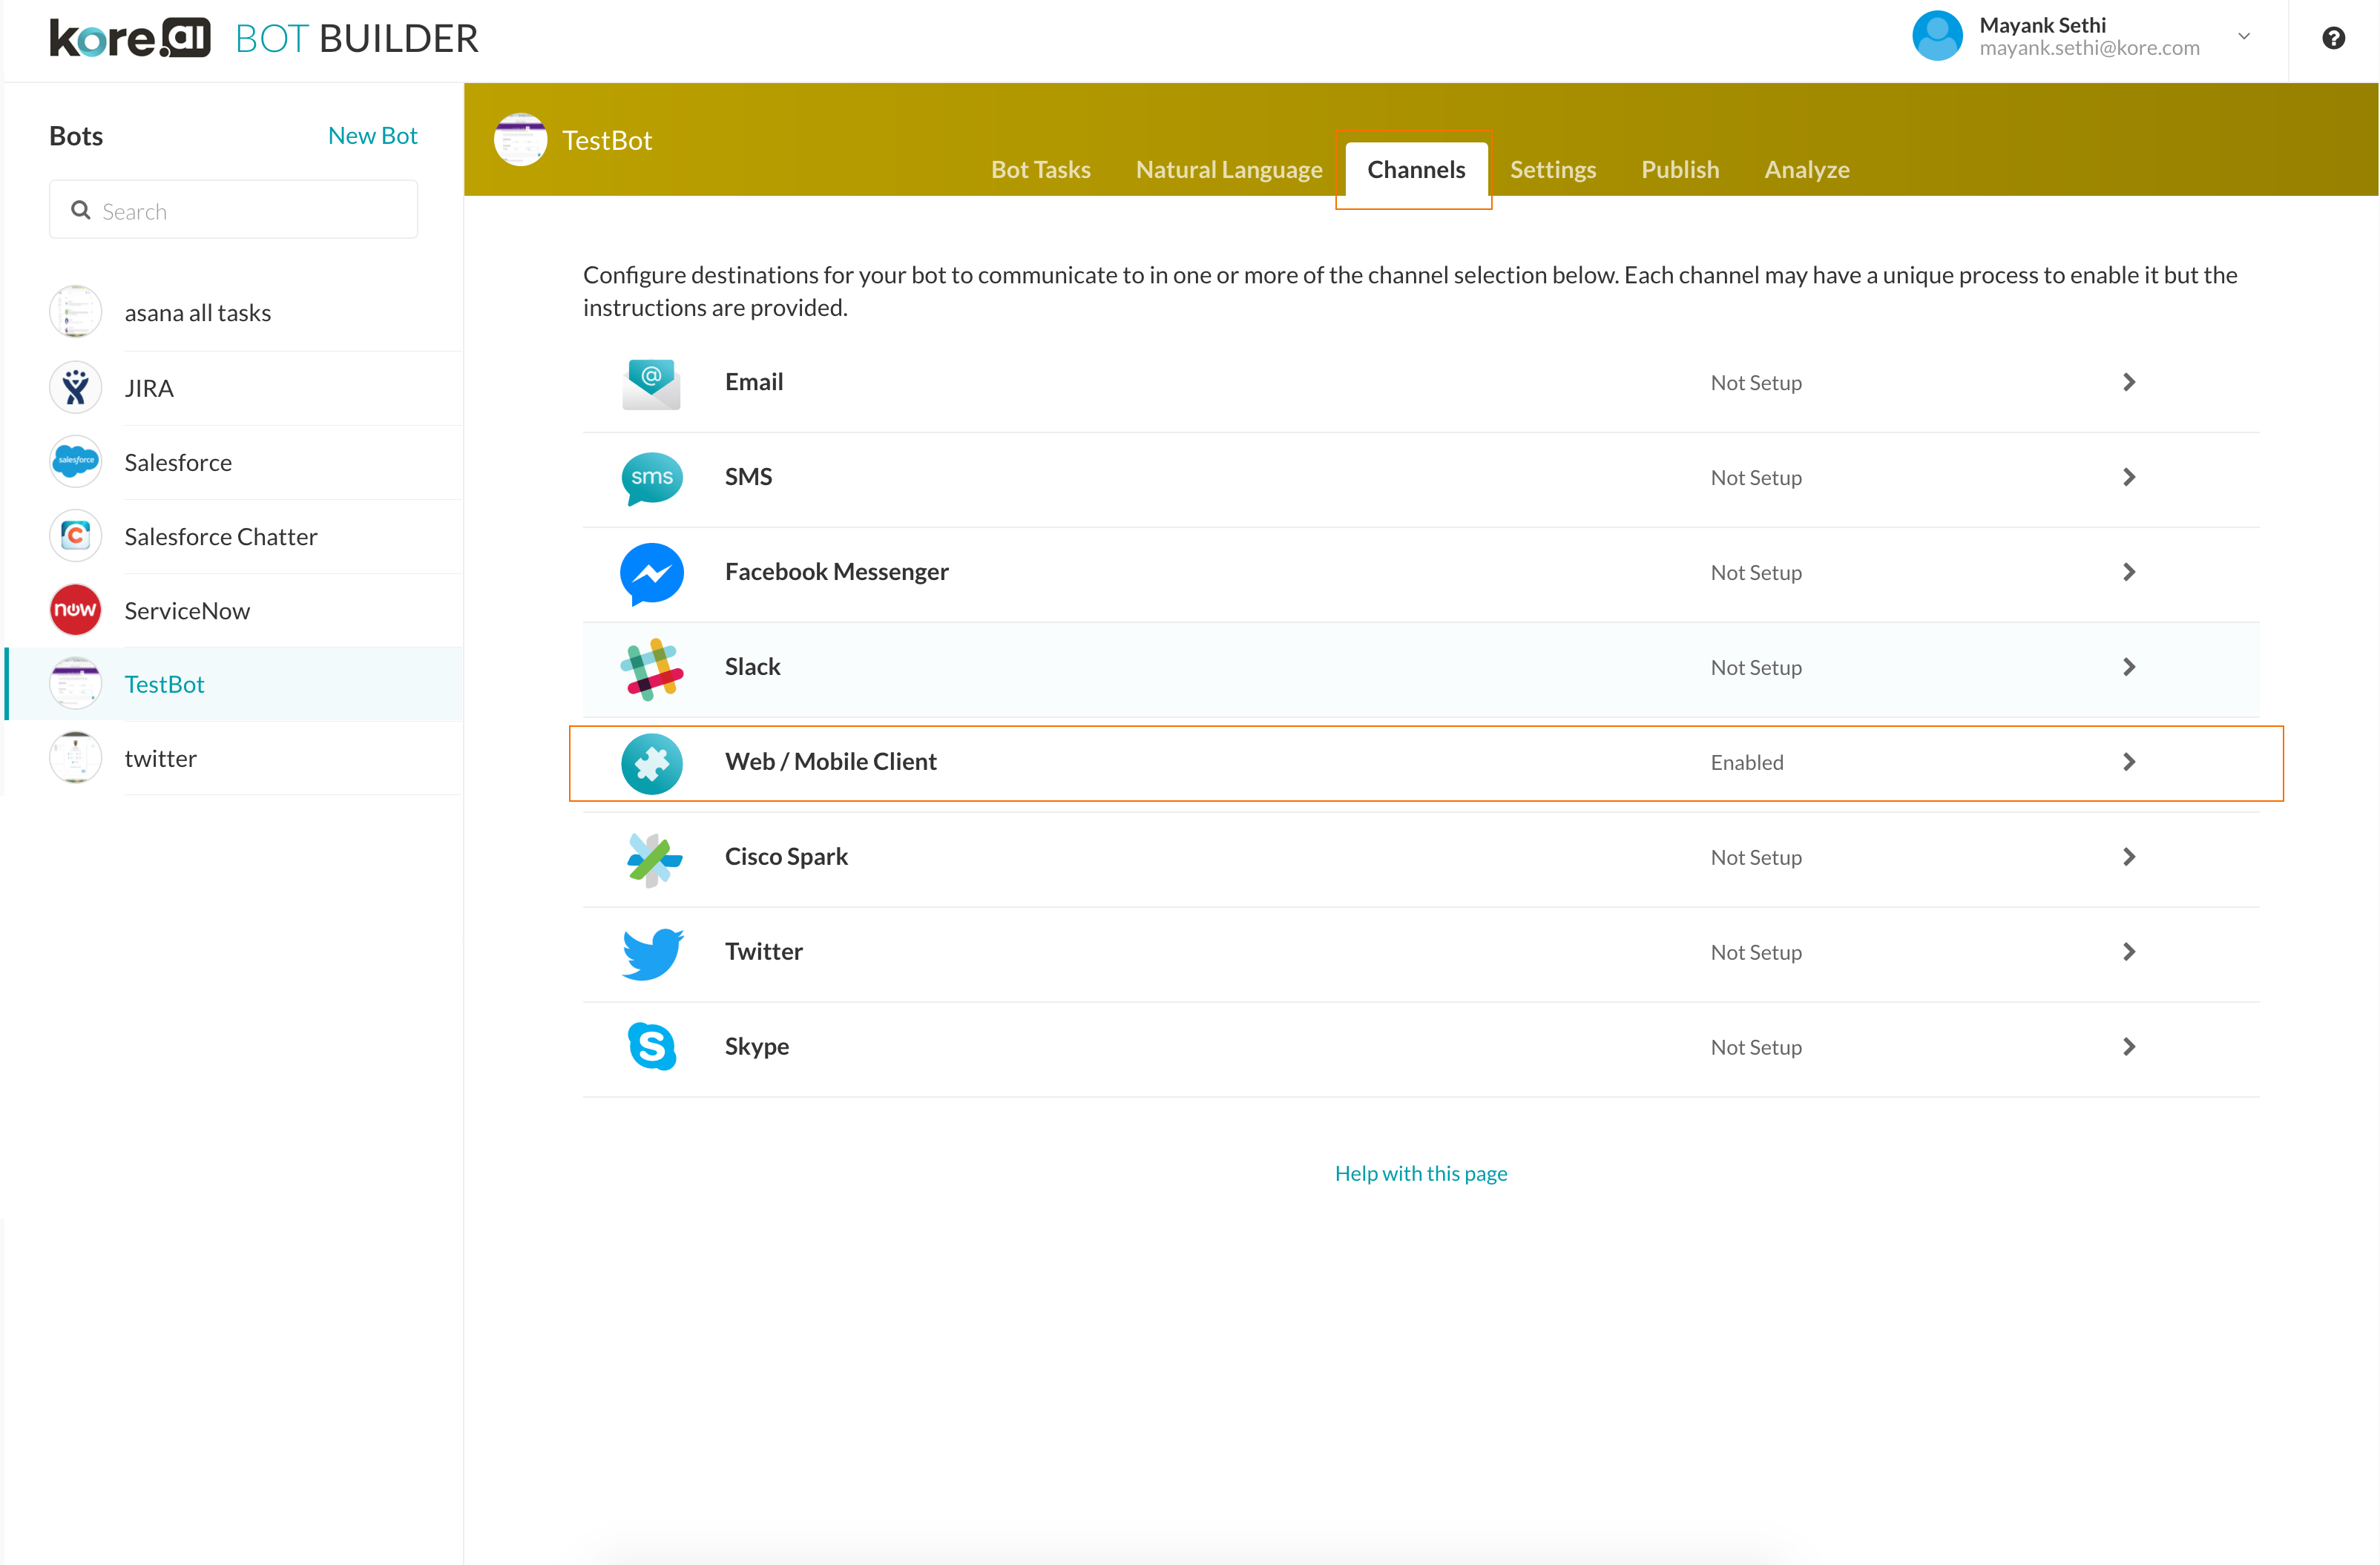 kore.ai BOT BUILDER
Mayank Sethi
mayank.sethi@kore.com
?
Bots
New Bot
Search
asana all tasks
JIRA
salesforce
Salesforce
C
Salesforce Chatter
now
ServiceNow
TestBot
twitter
TestBot
Bot Tasks
Natural Language
Channels
Settings
Publish
Analyze
Configure destinations for your bot to communicate to in one or more of the channel selection below. Each channel may have a unique process to enable it but the
instructions are provided.
@
Email
Not Setup
sms
SMS
Not Setup
Facebook Messenger
Not Setup
Slack
Not Setup
Web / Mobile Client
Enabled
Cisco Spark
Not Setup
Twitter
Not Setup
S
Skype
Not Setup
Help with this page